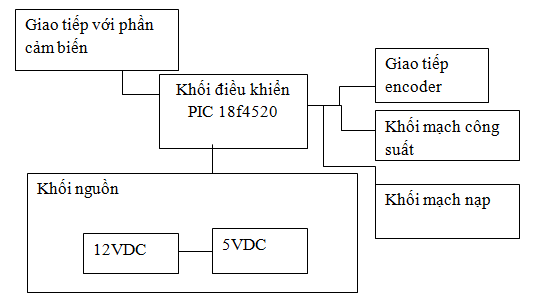 Giao tiếp với phần
cảm biến
Khối điều khiển
PIC 18f4520
Giao tiếp
encoder
Khối mạch công
suất
Khối mạch nạp
Khối nguồn
12VDC
5VDC